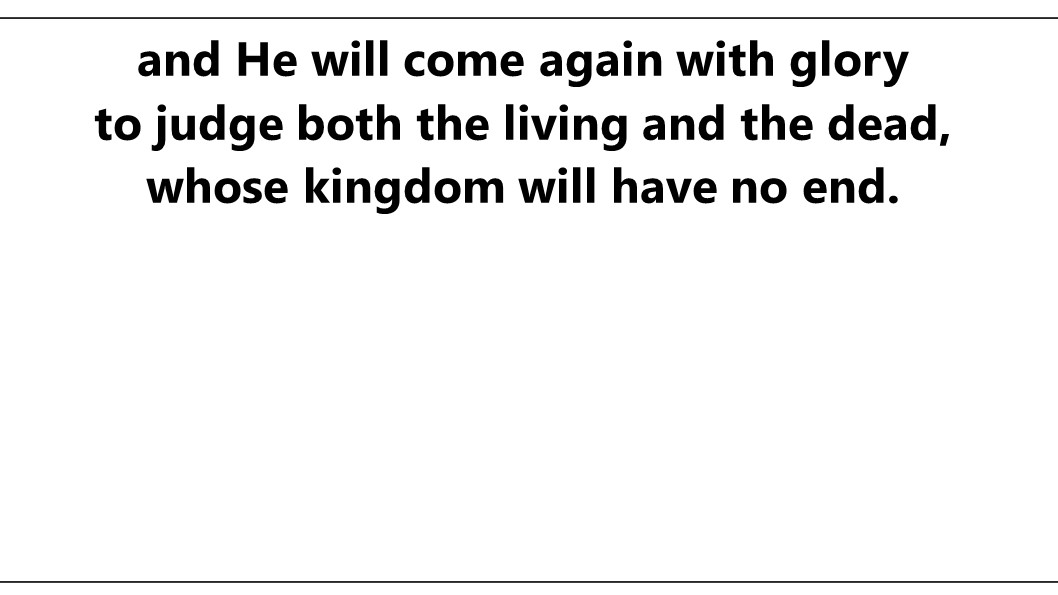 and He will come again with glory
to judge both the living and the dead,
whose kingdom will have no end.